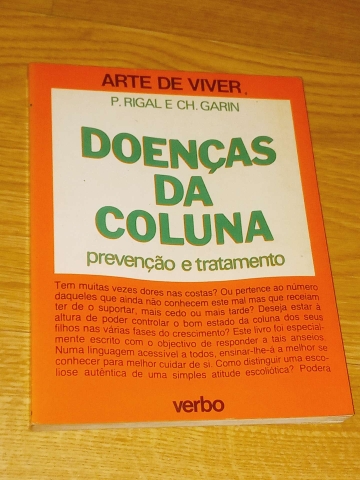 ARTE DE VIVER
P. RIGAL E CH. GARIN
DOENÇAS
DA
COLUNA
prevenção e tratamento
Tem muitas vezes dores nas costas? Ou pertence ao número
daqueles que ainda não conhecem este mal mas que receiam
ter de o suportar, mais cedo ou mais tarde? Deseja estar à
altura de poder controlar o bom estado da coluna dos seus
filhos nas várias fases do crescimento? Este livro foi especial-
mente escrito com o objectivo de responder a tais anseios.
Numa linguagem acessível a todos, ensinar-lhe-á a melhor se
conhecer para melhor cuidar de si. Como distinguir uma esco-
liose autêntica de uma simples atitude escoliótica? Poderá
verbo